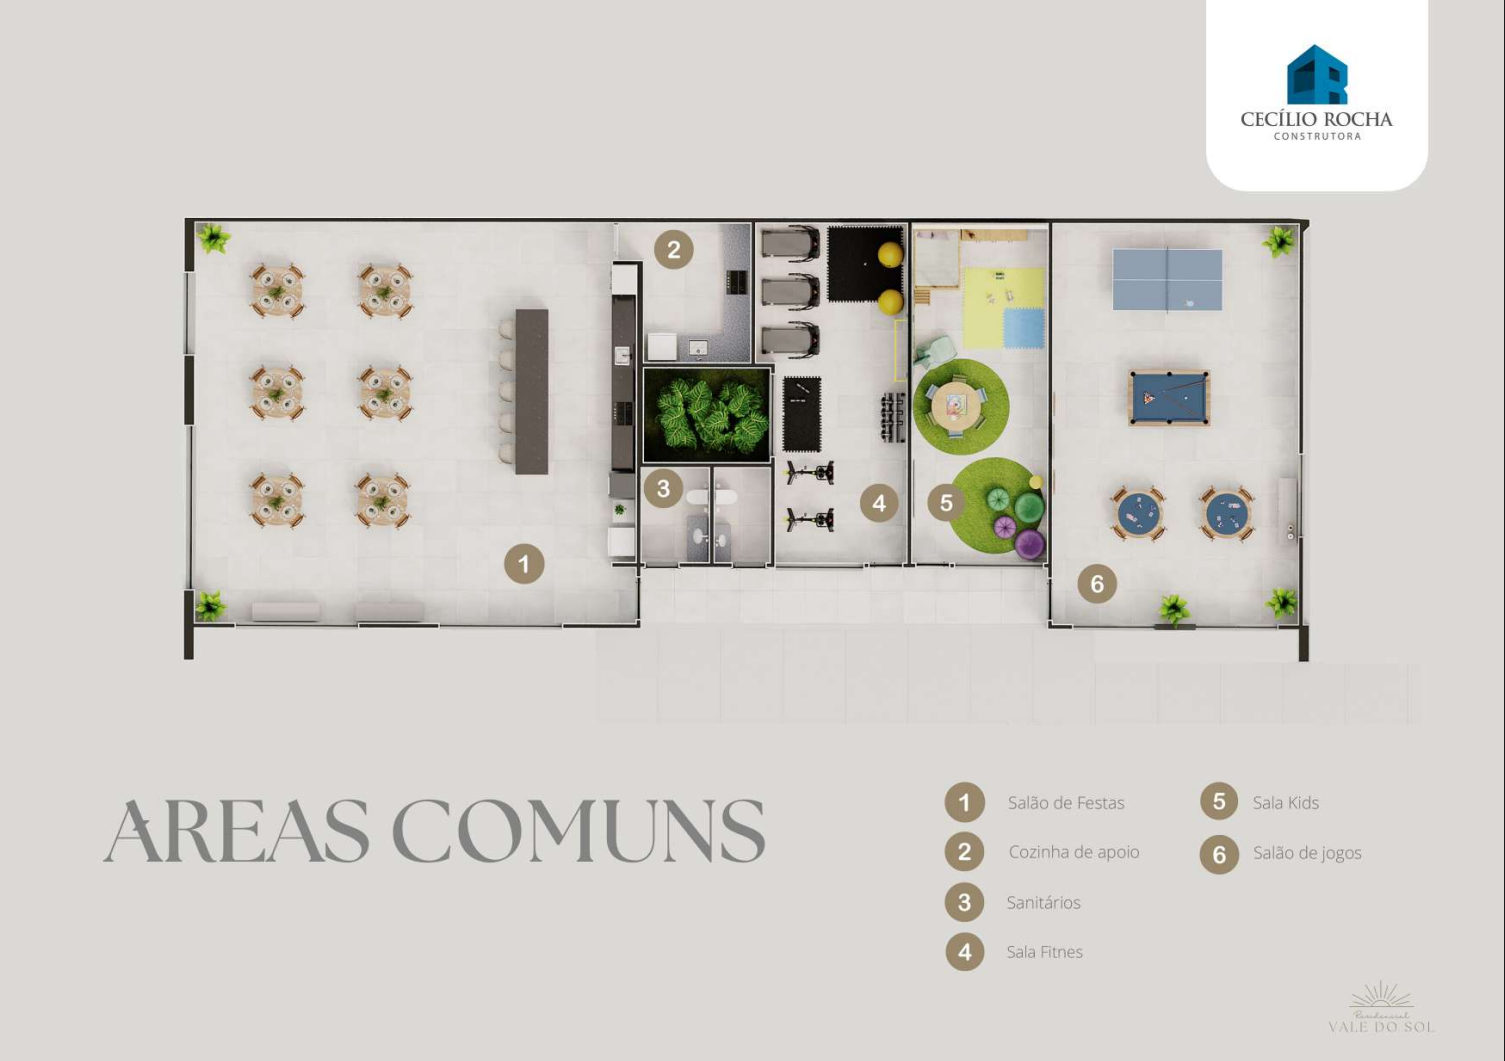 CECÍLIO ROCHA
CONSTRUTORA
2
3
4
5
1
6
AREAS COMUNS
1 Salão de Festas
2 Cozinha de apoio
3 Sanitários
4 Sala Fitnes
5 Sala Kids
6 Salão de jogos
Residencial
VALE DO SOL